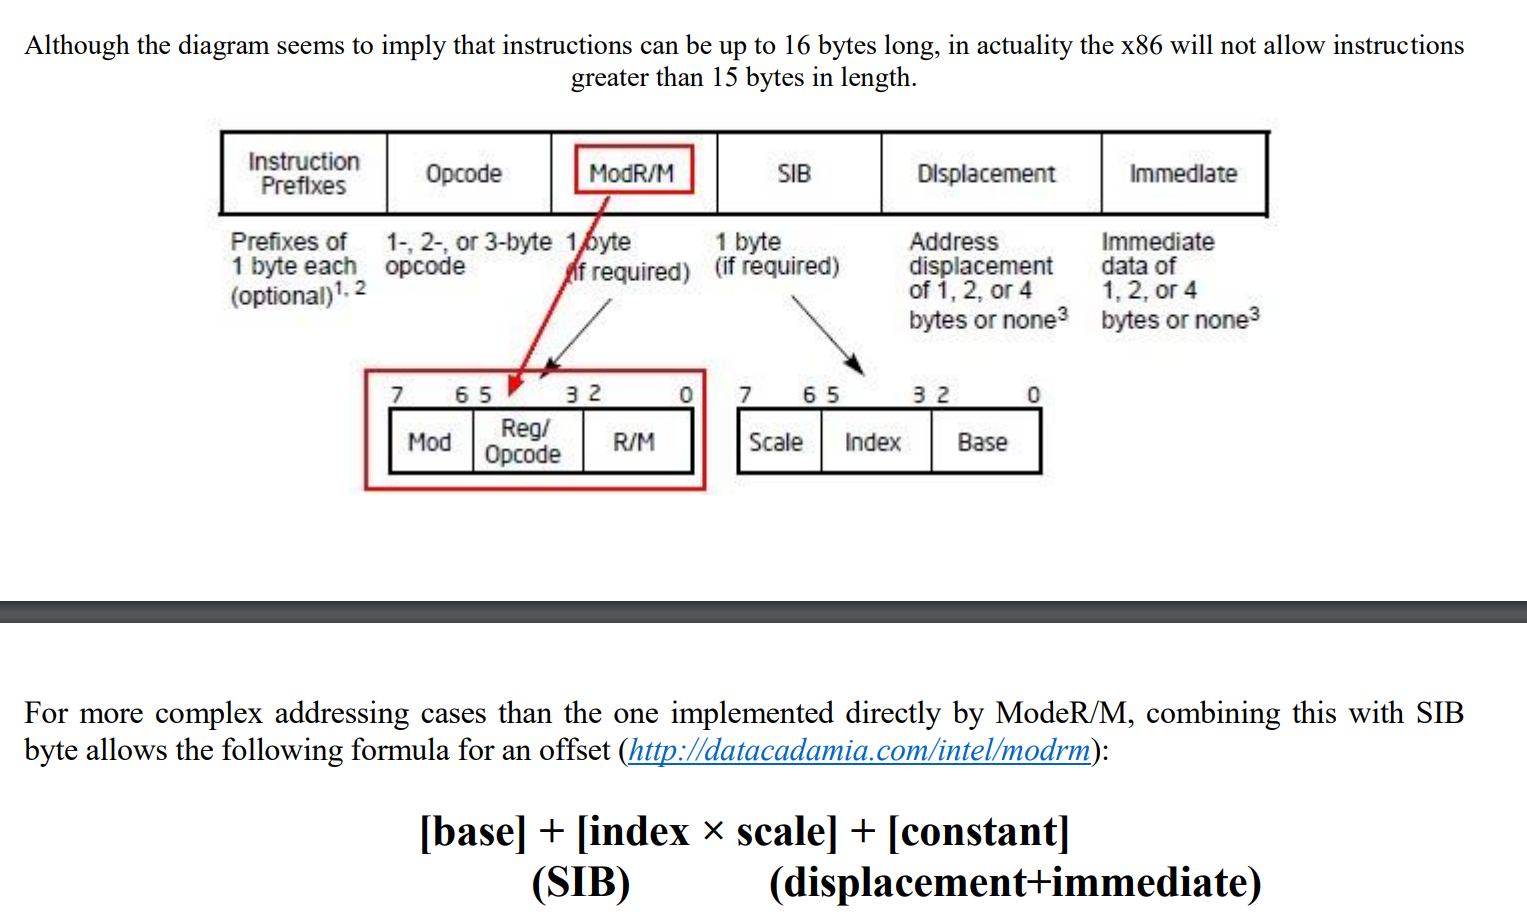 Although the diagram seems to imply that instructions can be up to 16 bytes long, in actuality the x86 will not allow instructions
greater than 15 bytes in length.
Instruction Prefixes
Opcode
ModR/M
SIB
Displacement
Immediate
Prefixes of
1 byte each
(optional)1, 2
1-, 2-, or 3-byte
opcode
1 byte
(if required)
1 byte
(if required)
Address
displacement
of 1, 2, or 4
bytes or none3
Immediate
data of
1, 2, or 4
bytes or none3
7 6 5 3 2 0
Mod
Reg/
Opcode
R/M
7 6 5 3 2 0
Scale
Index
Base
For more complex addressing cases than the one implemented directly by ModeR/M, combining this with SIB
byte allows the following formula for an offset (http://datacadamia.com/intel/modrm):
[base] + [index × scale] + [constant]
(SIB) (displacement+immediate)